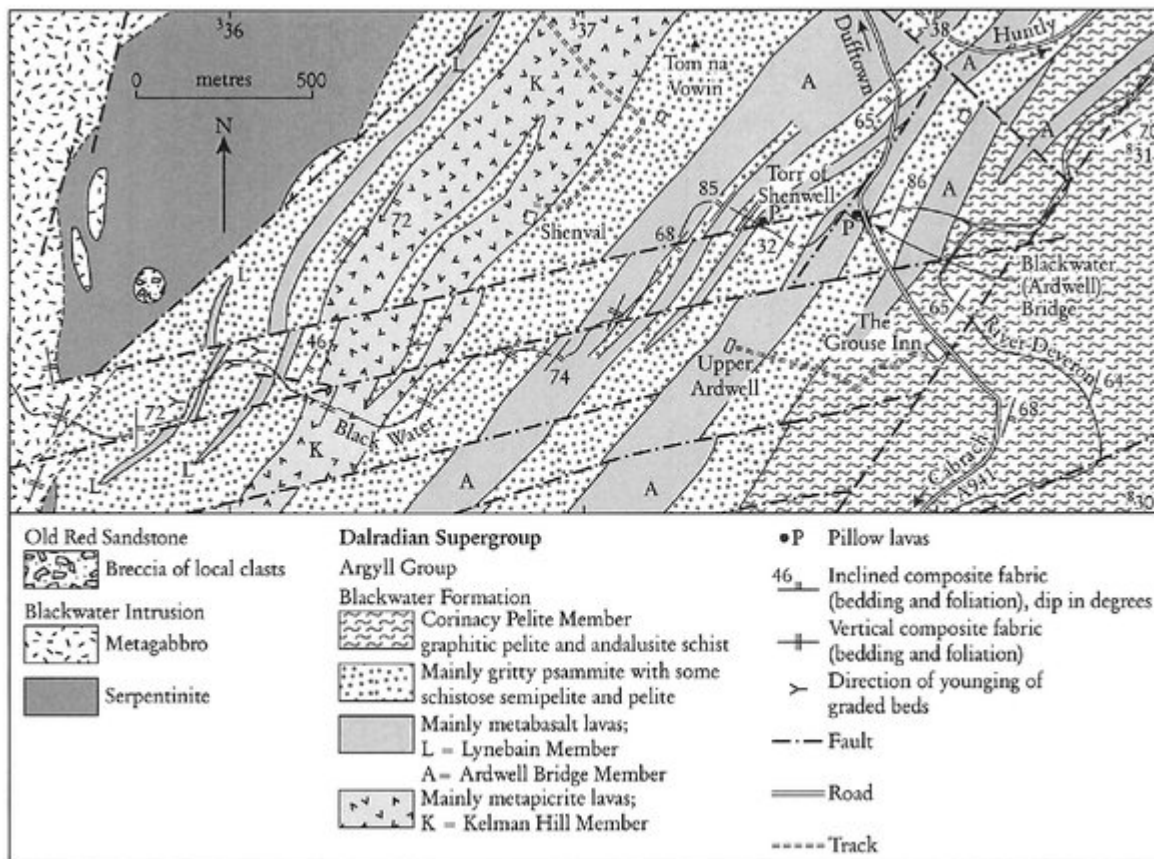 ³36
³37
³38
Huntly
0 metres 500
N
L
K
Tom na
Vowin
A
Dufftown
A
65
A
70
⁸31
72
Shenval
85
Torr of
Shenwell
P
P
86
A
68
32
L
46
Blackwater
(Ardwell)
Bridge
65
The
Grouse Inn
River Deveron
64
72
74
Upper
Ardwell
68
Black Water
L
L
K
A
A
Cabrach
A941
⁸30
Old Red Sandstone
Breccia of local clasts
Blackwater Intrusion
Metagabbro
Serpentinite
Dalradian Supergroup
Argyll Group
Blackwater Formation
Corinacy Pelite Member
graphitic pelite and andalusite schist
Mainly gritty psammite with some
schistose semipelite and pelite
Mainly metabasalt lavas;
L = Lynebain Member
A= Ardwell Bridge Member
Mainly metapicrite lavas;
K = Kelman Hill Member
P Pillow lavas
46 Inclined composite fabric
(bedding and foliation), dip in degrees
Vertical composite fabric
(bedding and foliation)
Direction of younging of
graded beds
Fault
Road
Track